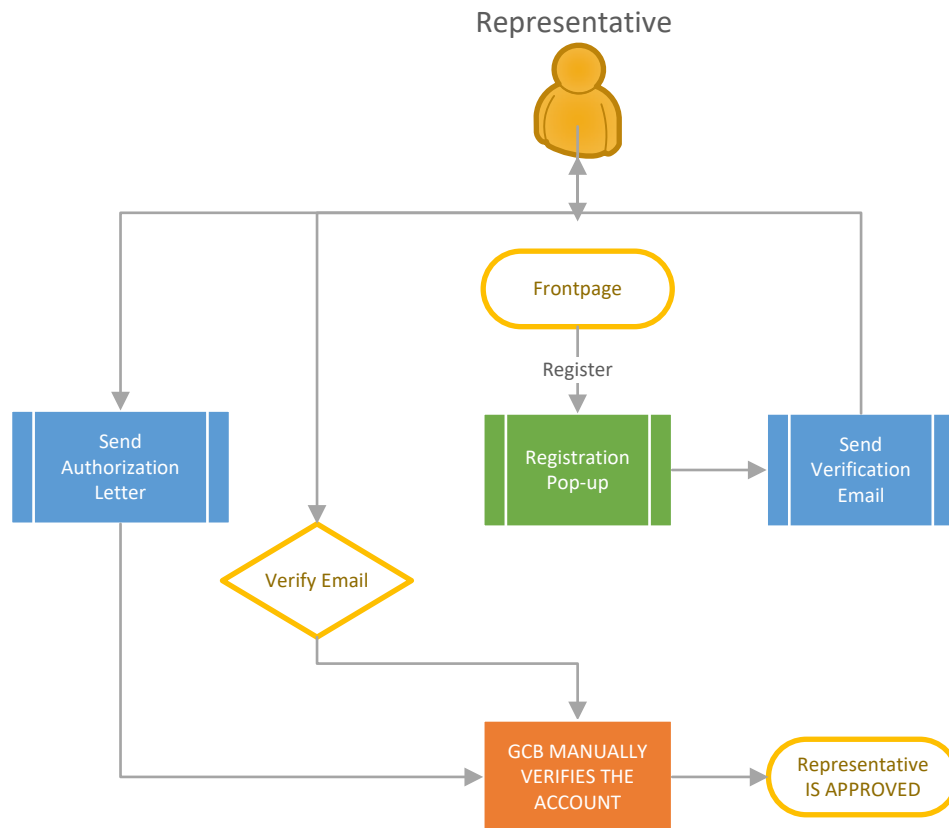 Representative
Frontpage
Register
Send
Authorization
Letter
Registration
Pop-up
Send
Verification
Email
Verify Email
GCB MANUALLY
VERIFIES THE
ACCOUNT
Representative
IS APPROVED